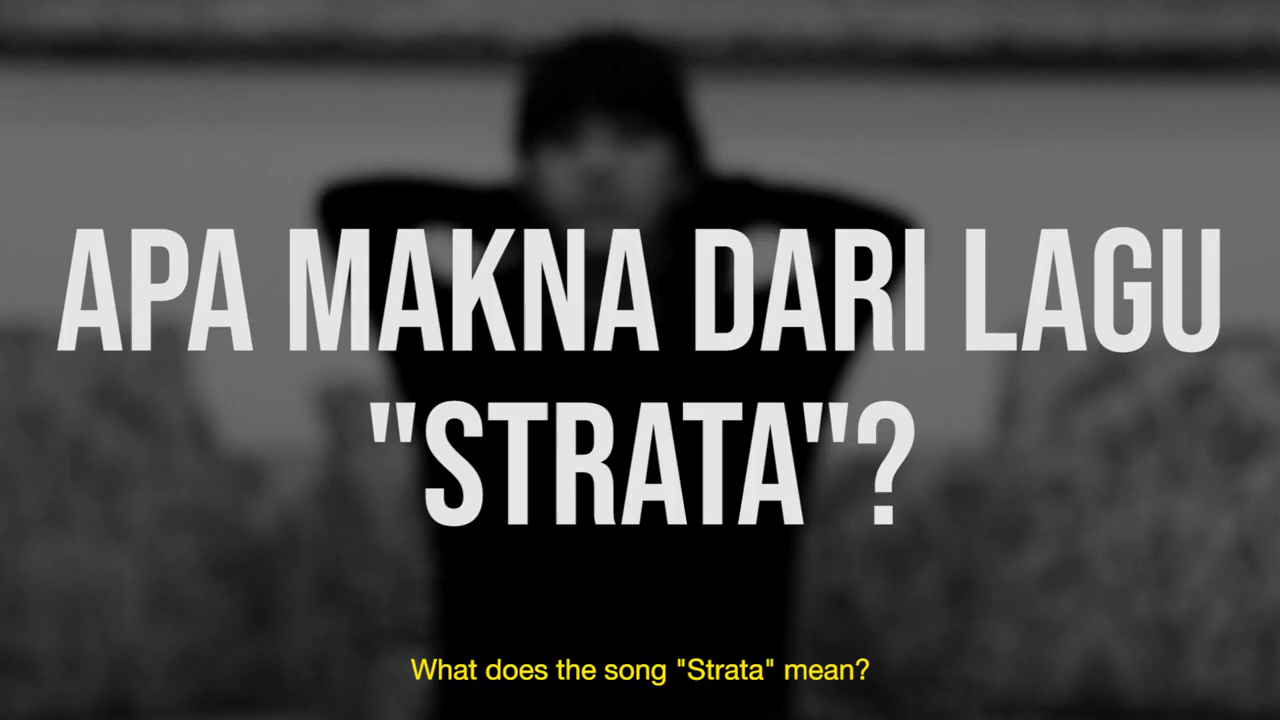 APA MAKNA DARI LAGU
"STRATA"?
What does the song "Strata" mean?